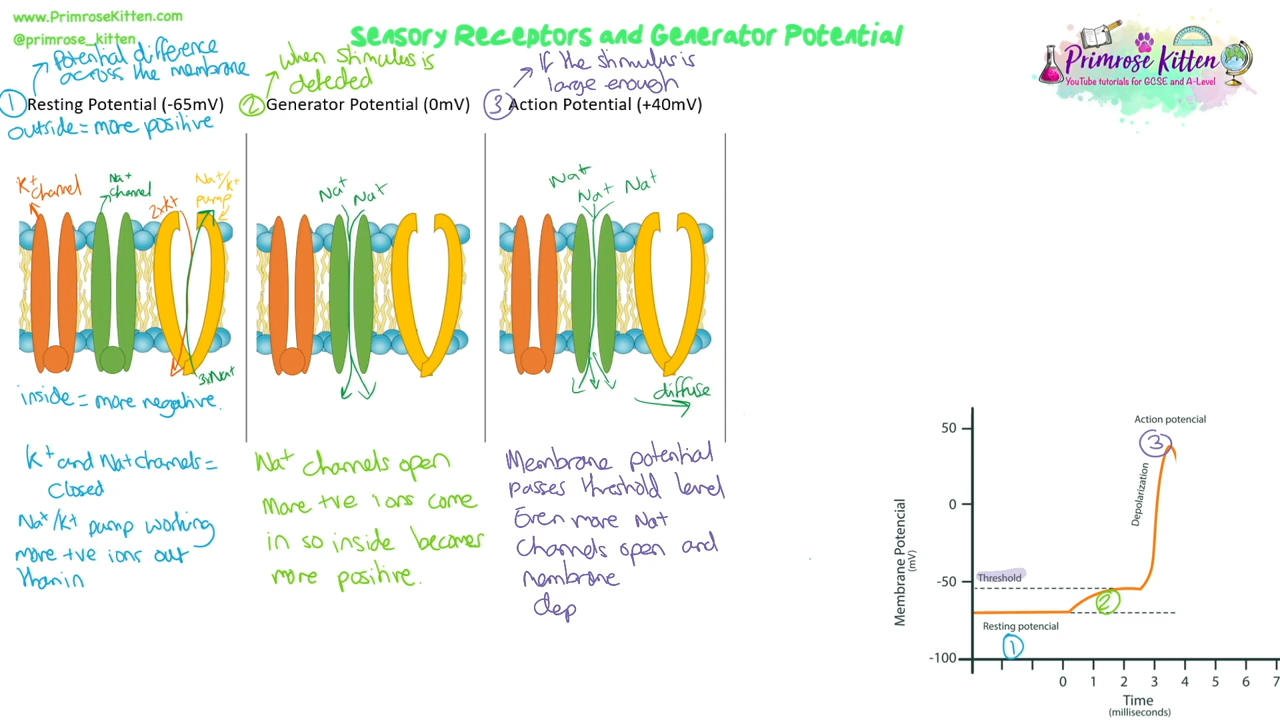 www.PrimroseKitten.com
@primrose_kitten
Sensory Receptors and Generator Potential
Primrose Kitten
YouTube tutorials for GCSE and A-Level
Potential difference
across the membrane
1 Resting Potential (-65mV)
outside = more positive
K+ channel
Na+
channel
2xK+
Na+/K+
pump
3xNa+
inside = more negative.
K+ and Na+ channels =
closed
Na+/K+ pump working
more +ve ions out
than in
when stimulus is
detected
2 Generator Potential (0mV)
Na+ Na+
Na+ channels open
more +ve ions come
in so inside becomes
more positive.
If the stimulus is
large enough
3 Action Potential (+40mV)
Na+
Na+ Na+
diffuse
Membrane potential
passes threshold level
Even more Na+
channels open and
membrane
dep
Action potencial
3
50
Depolarization
0
Membrane Potencial
(mV)
-50
Threshold
2
Resting potencial
1
-100
0 1 2 3 4 5 6 7
Time
(milliseconds)